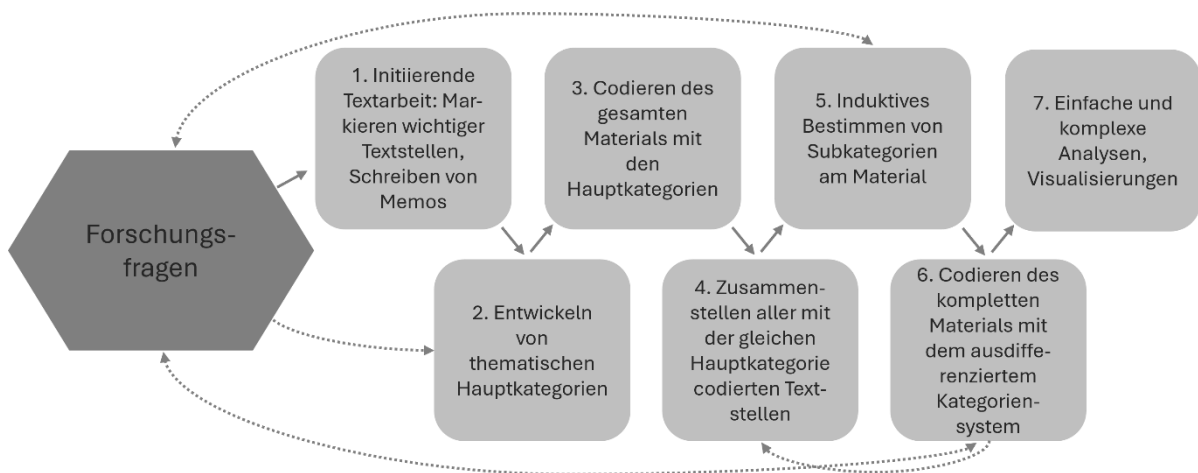 Forschungs-
fragen
1. Initiierende
Textarbeit: Mar-
kieren wichtiger
Textstellen,
Schreiben von
Memos
2. Entwickeln
von
thematischen
Hauptkategorien
3. Codieren des
gesamten
Materials mit
den
Hauptkategorien
4. Zusammen-
stellen aller mit
der gleichen
Hauptkategorie
codierten Text-
stellen
5. Induktives
Bestimmen von
Subkategorien
am Material
6. Codieren des
kompletten
Materials mit
dem ausdiffe-
renziertem
Kategorien-
system
7. Einfache und
komplexe
Analysen,
Visualisierungen